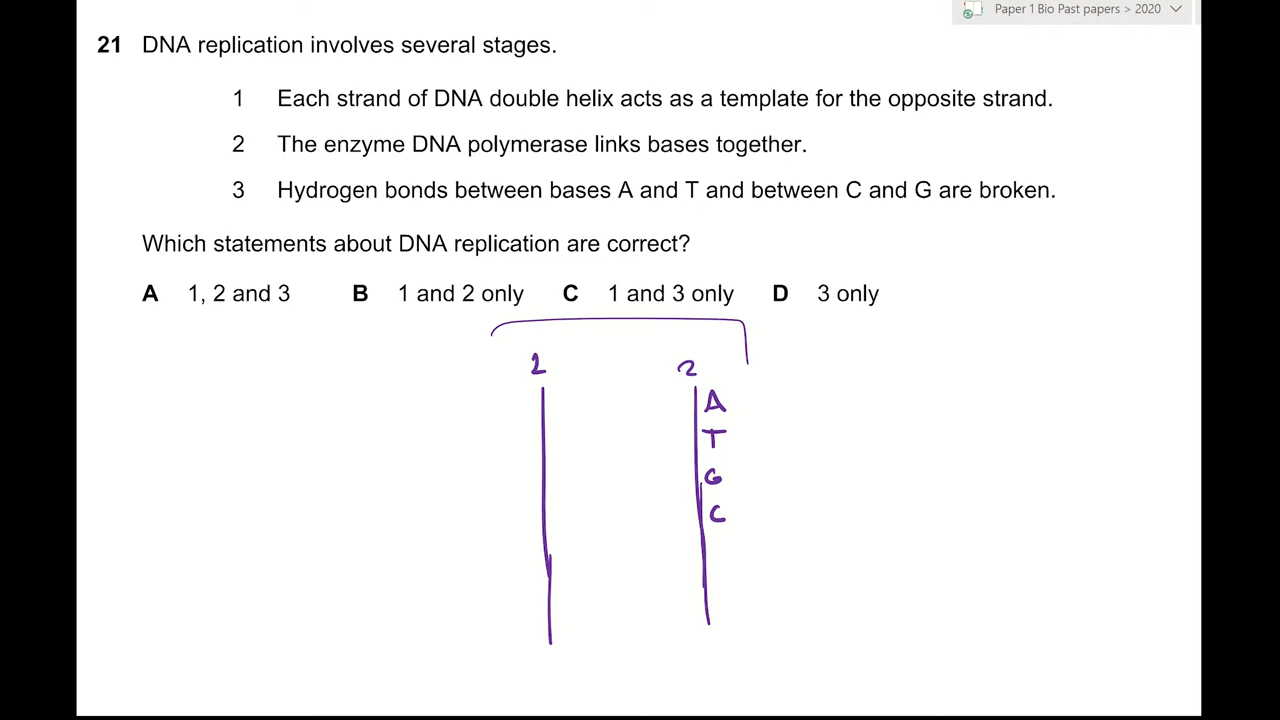 Paper 1 Bio Past papers > 2020
21 DNA replication involves several stages.
1 Each strand of DNA double helix acts as a template for the opposite strand.
2 The enzyme DNA polymerase links bases together.
3 Hydrogen bonds between bases A and T and between C and G are broken.
Which statements about DNA replication are correct?
A 1, 2 and 3 B 1 and 2 only C 1 and 3 only D 3 only
1 2
A
T
G
C